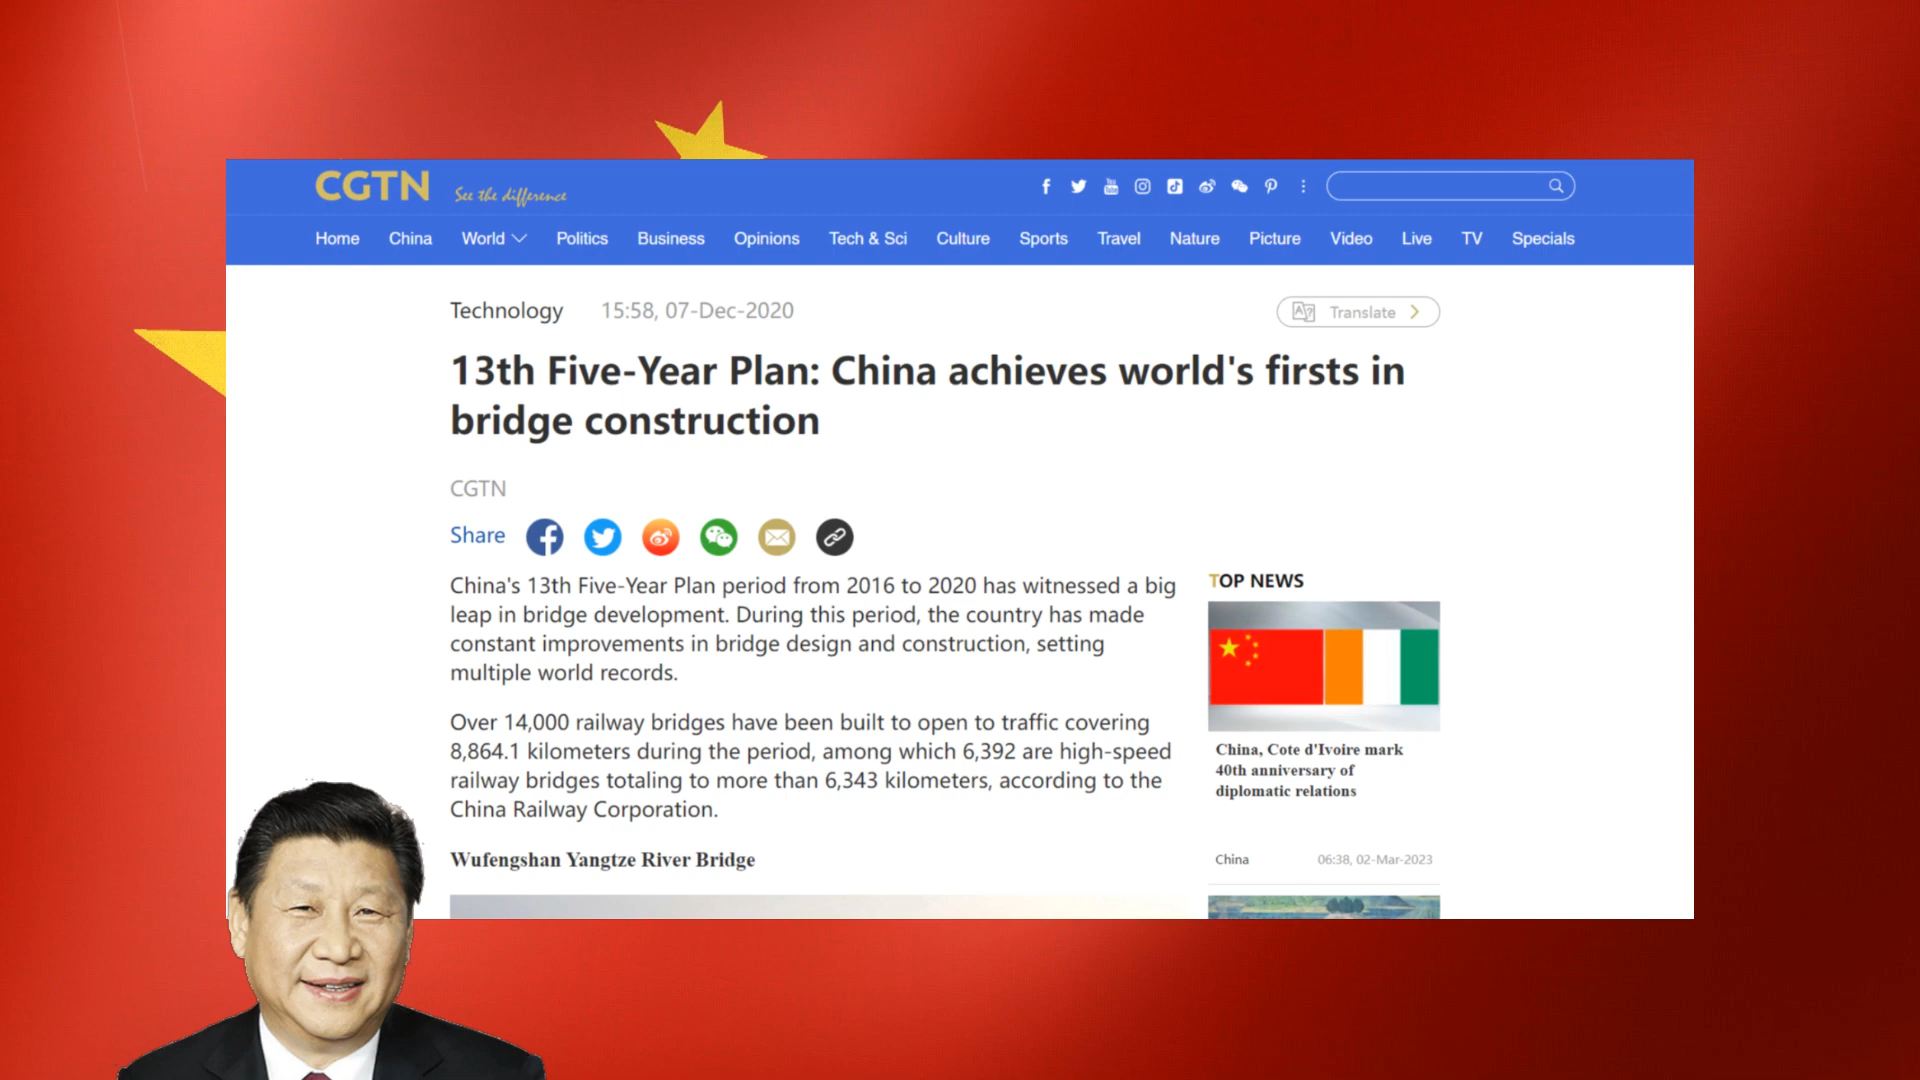 CGTN
See the difference
Home China World Politics Business Opinions Tech & Sci Culture Sports Travel Nature Picture Video Live TV Specials
Technology 15:58, 07-Dec-2020
Translate
13th Five-Year Plan: China achieves world's firsts in
bridge construction
CGTN
Share
China's 13th Five-Year Plan period from 2016 to 2020 has witnessed a big
leap in bridge development. During this period, the country has made
constant improvements in bridge design and construction, setting
multiple world records.
Over 14,000 railway bridges have been built to open to traffic covering
8,864.1 kilometers during the period, among which 6,392 are high-speed
railway bridges totaling to more than 6,343 kilometers, according to the
China Railway Corporation.
Wufengshan Yangtze River Bridge
TOP NEWS
China, Cote d'Ivoire mark
40th anniversary of
diplomatic relations
China 06:38, 02-Mar-2023